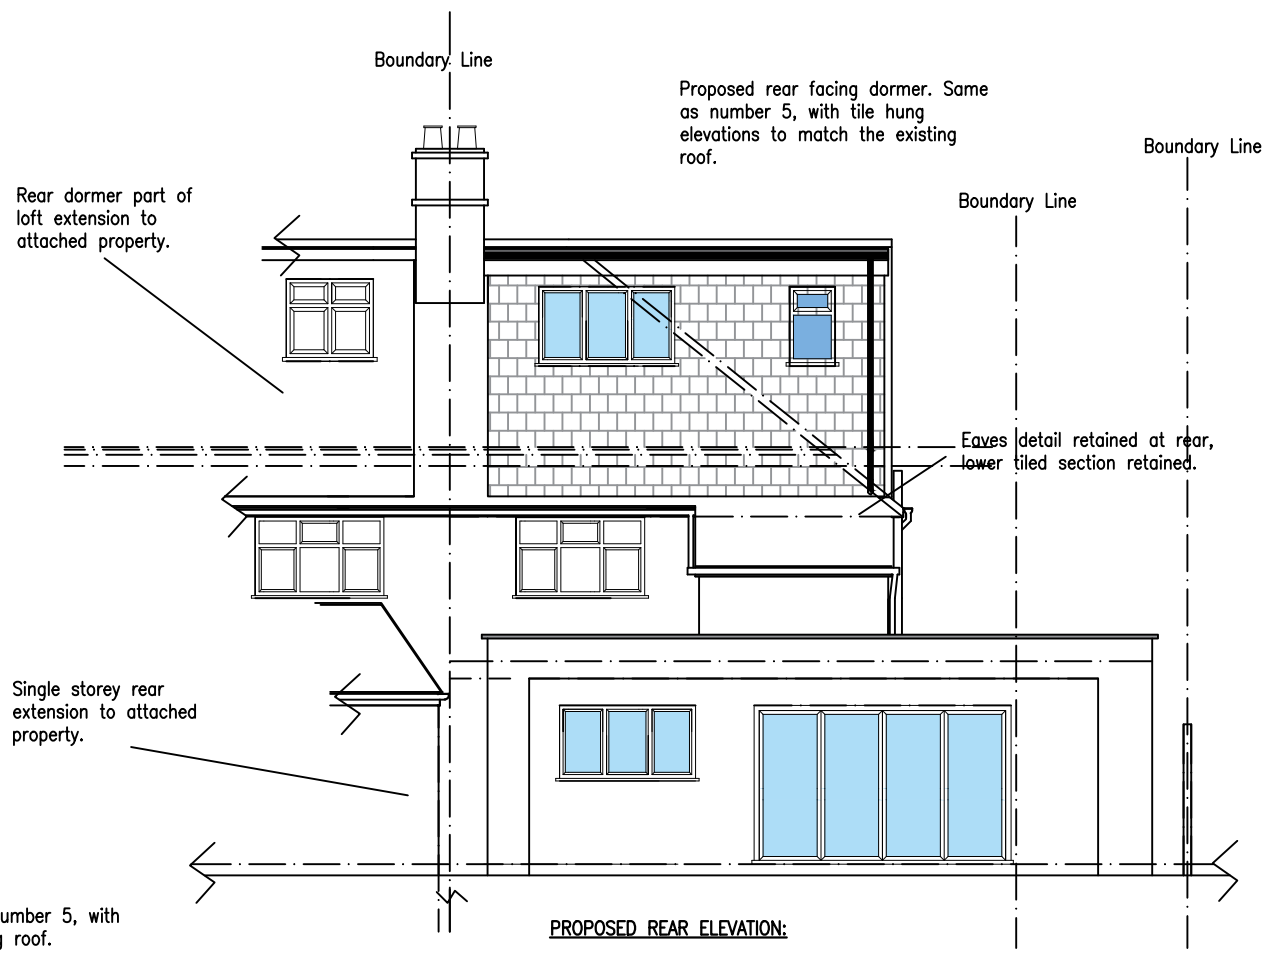 Boundary Line
Proposed rear facing dormer. Same
as number 5, with tile hung
elevations to match the existing
roof.
Boundary Line
Boundary Line
Rear dormer part of
loft extension to
attached property.
Eaves detail retained at rear,
lower tiled section retained.
Single storey rear
extension to attached
property.
umber 5, with
g roof.
PROPOSED REAR ELEVATION: